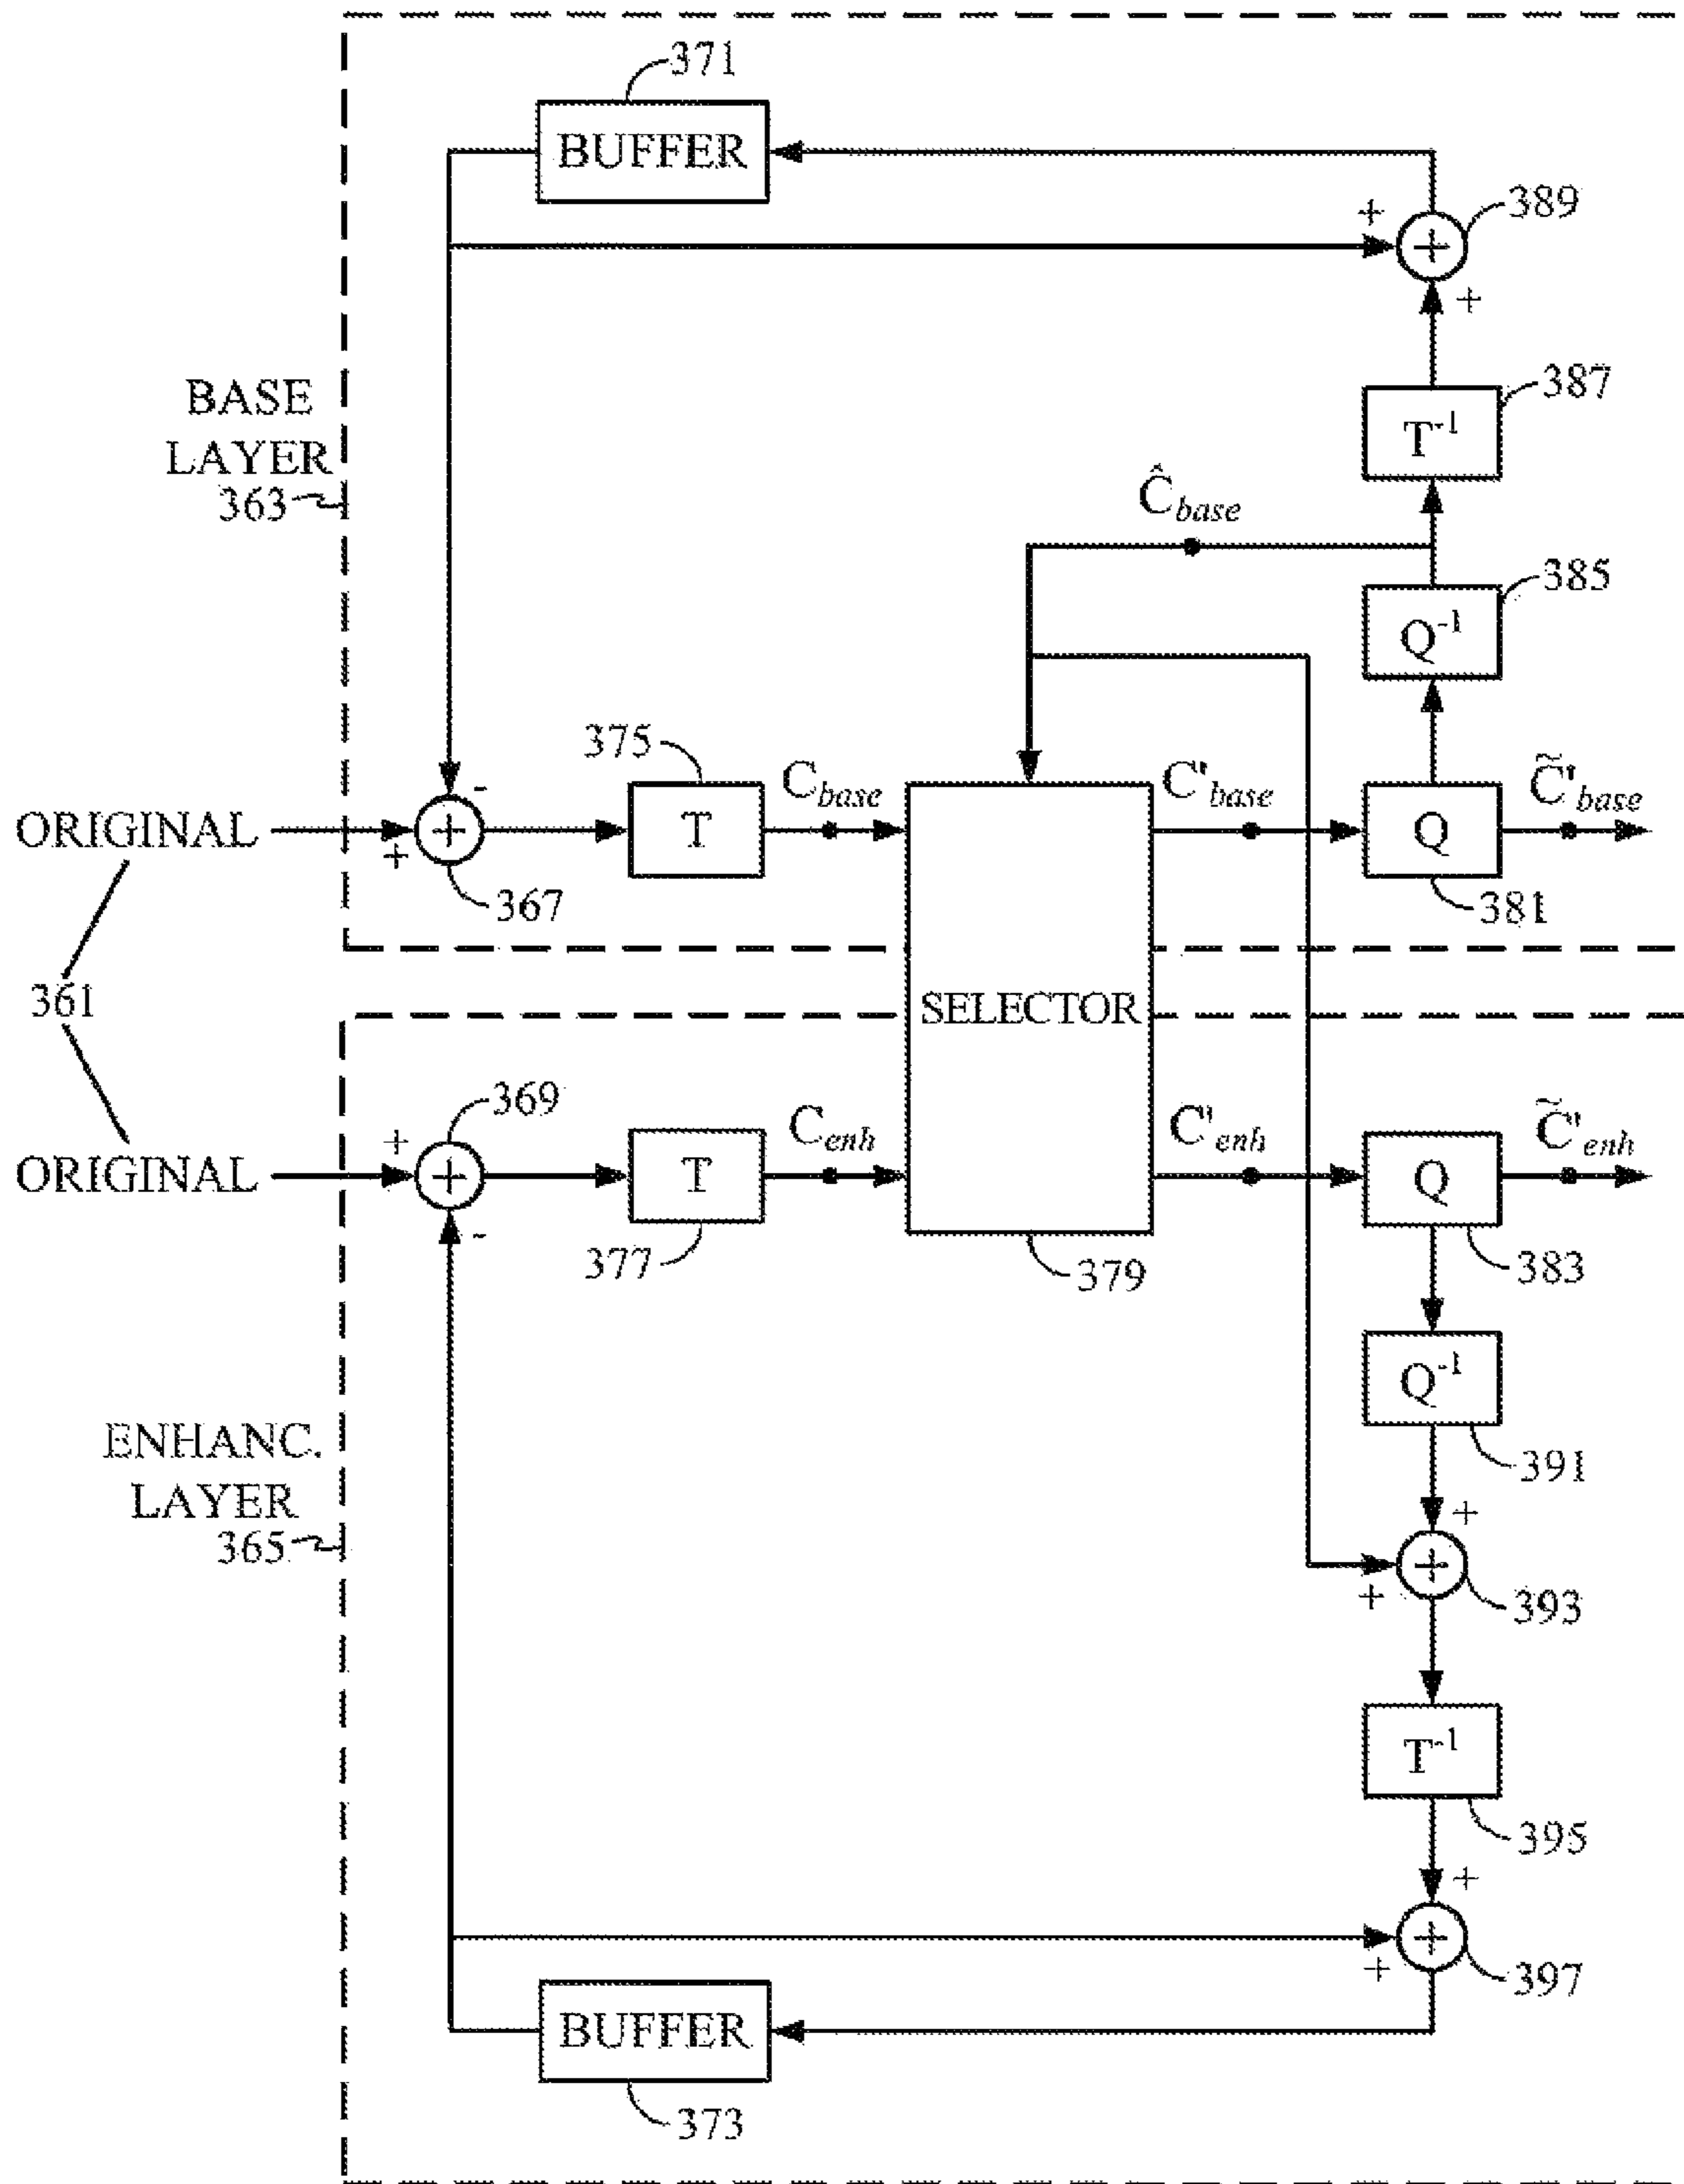 371
BUFFER
389
+
+
+
387
T⁻¹
BASE
LAYER
363
Ĉbase
385
Q⁻¹
375
ORIGINAL
+
-
+
367
T
Cbase
C'base
Q
C̃'base
381
361
SELECTOR
369
ORIGINAL
+
+
-
T
377
Cenh
C'enh
379
Q
C̃'enh
383
Q⁻¹
391
ENHANC.
LAYER
365
+
+
+
393
T⁻¹
395
+
+
+
397
BUFFER
373